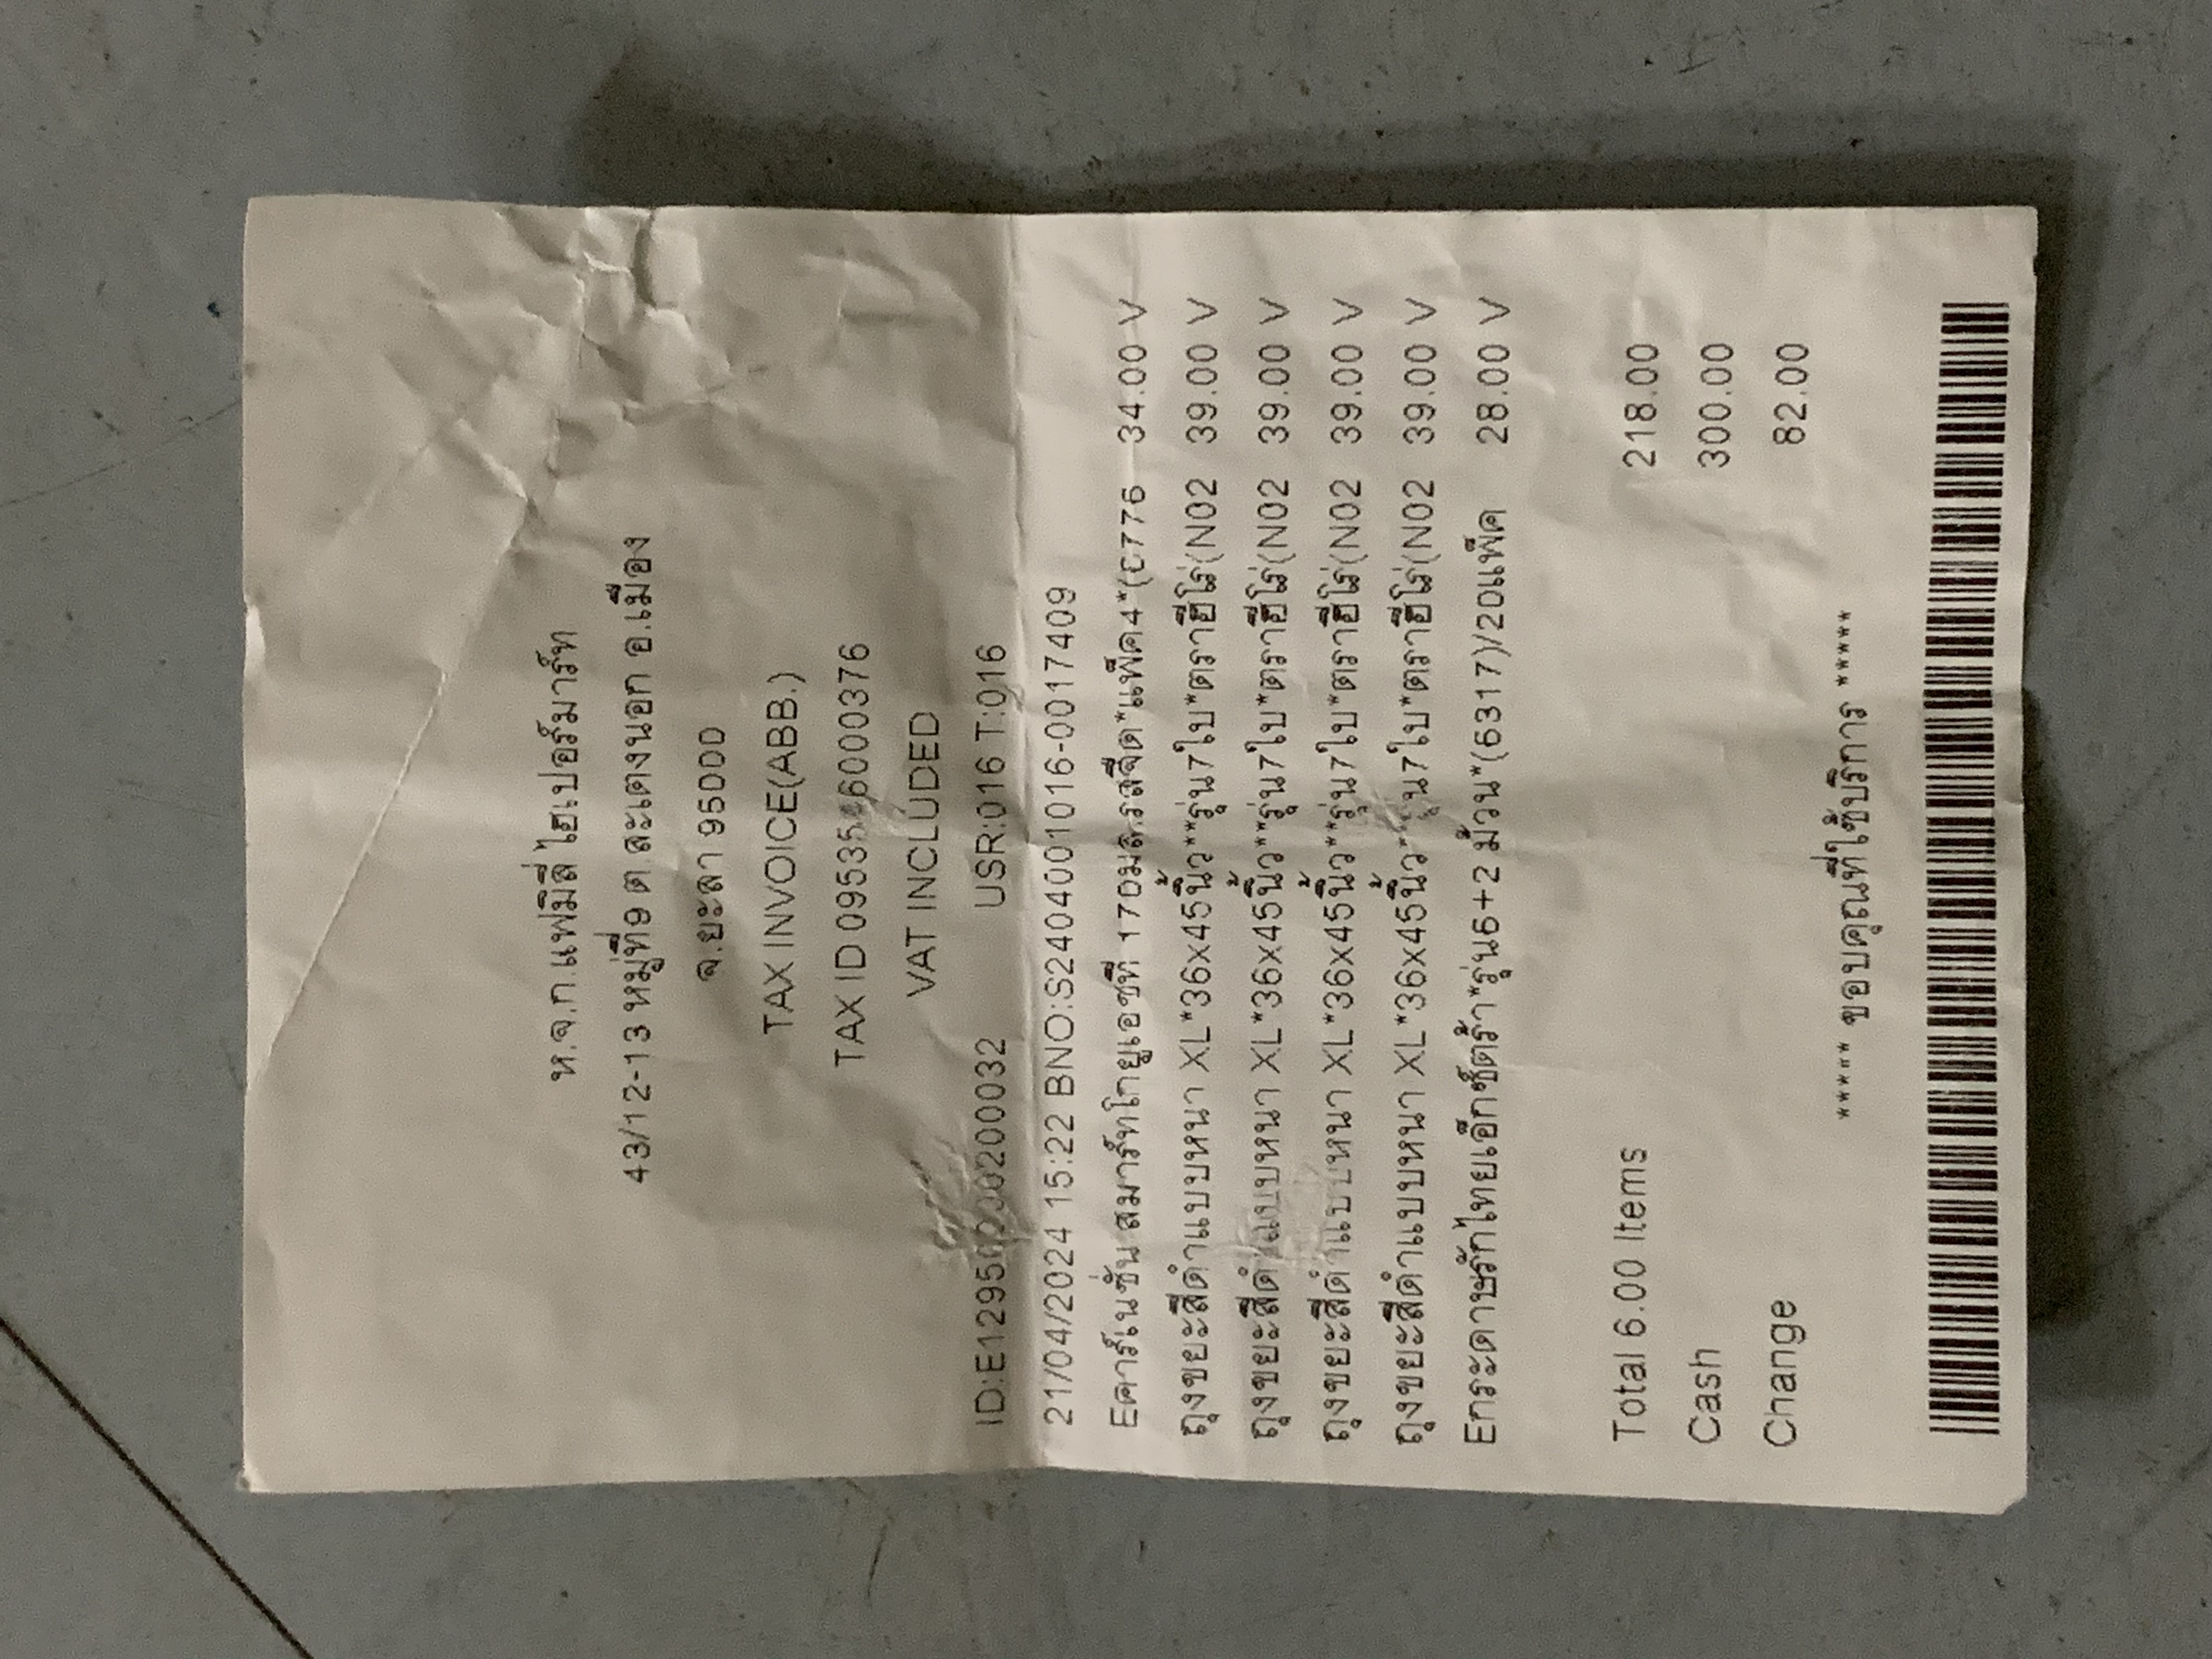 ห.จ.ก.แฟมิลี่ ไฮเปอร์มาร์ท
43/12-13 หมู่ที่9 ต.สะเตงนอก อ.เมือง
จ.ยะลา 95000
TAX INVOICE(ABB.)
TAX ID
VAT INCLUDED
USR:016 T:016
21/04/2024 15:22 BNO:S2404001016-0017409
Eคาร์เนชั่น สมาร์ทโกยูเอชที 170มล.รสจืด*แพ็ค4* 34.00 V
ถุงขยะสีดำแบบหนา XL*36x45นิ้ว**รุ่น7ใบ*ตราฮีโร่(N02 39.00 V
ถุงขยะสีดำแบบหนา XL*36x45นิ้ว**รุ่น7ใบ*ตราฮีโร่(N02 39.00 V
ถุงขยะสีดำแบบหนา XL*36x45นิ้ว**รุ่น7ใบ*ตราฮีโร่(N02 39.00 V
ถุงขยะสีดำแบบหนา XL*36x45นิ้ว**รุ่น7ใบ*ตราฮีโร่(N02 39.00 V
Eกระดาษรักไทยเอ็กซ์ตร้า*รุ่น6+2 ม้วน*(6317)/20แพ็ค 28.00 V
Total 6.00 Items 218.00
Cash 300.00
Change 82.00
***** ขอบคุณที่ใช้บริการ *****